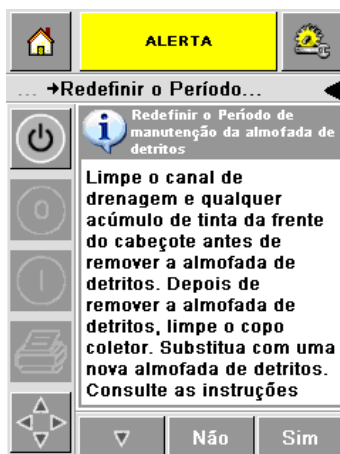 ALERTA
... →Redefinir o Período...
Redefinir o Período de
manutenção da almofada de
detritos
Limpe o canal de
drenagem e qualquer
acúmulo de tinta da frente
do cabeçote antes de
remover a almofada de
detritos. Depois de
remover a almofada de
detritos, limpe o copo
coletor. Substitua com uma
nova almofada de detritos.
Consulte as instruções
Não
Sim